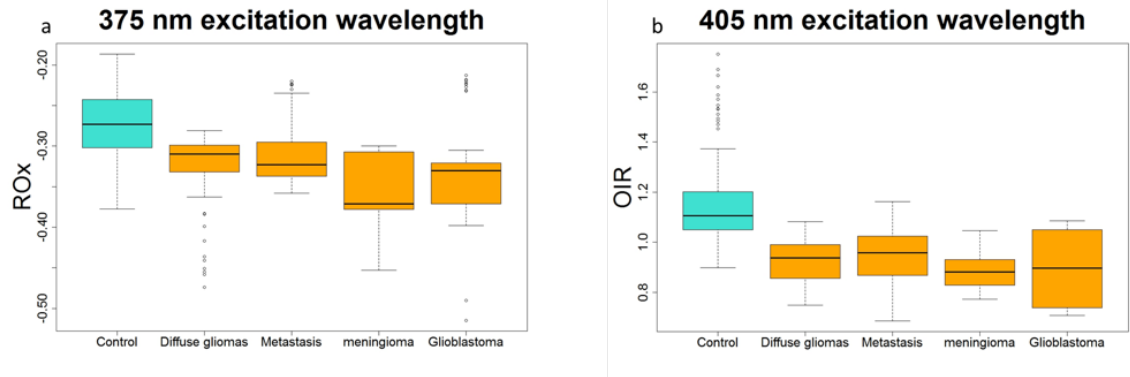 a 375 nm excitation wavelength
ROx
-0.20
-0.30
-0.40
-0.50
Control Diffuse gliomas Metastasis meningioma Glioblastoma
b 405 nm excitation wavelength
OIR
1.6
1.4
1.2
1.0
0.8
Control Diffuse gliomas Metastasis meningioma Glioblastoma